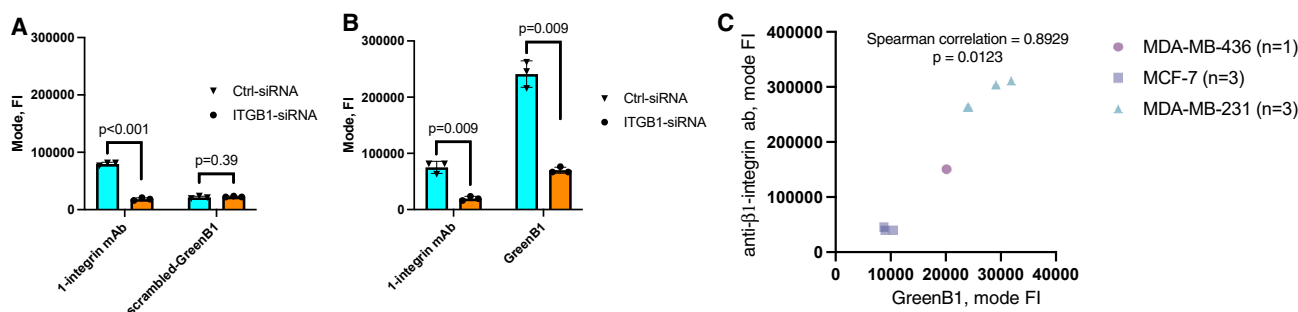 A
300000
200000
100000
0
Mode, FI
p<0.001
p=0.39
Ctrl-siRNA
ITGB1-siRNA
1-integrin mAb
scrambled-GreenB1
B
300000
200000
100000
0
Mode, FI
p=0.009
p=0.009
Ctrl-siRNA
ITGB1-siRNA
1-integrin mAb
GreenB1
C
400000
300000
200000
100000
0
anti-β1-integrin ab, mode FI
Spearman correlation = 0.8929
p = 0.0123
0 10000 20000 30000 40000
GreenB1, mode FI
MDA-MB-436 (n=1)
MCF-7 (n=3)
MDA-MB-231 (n=3)